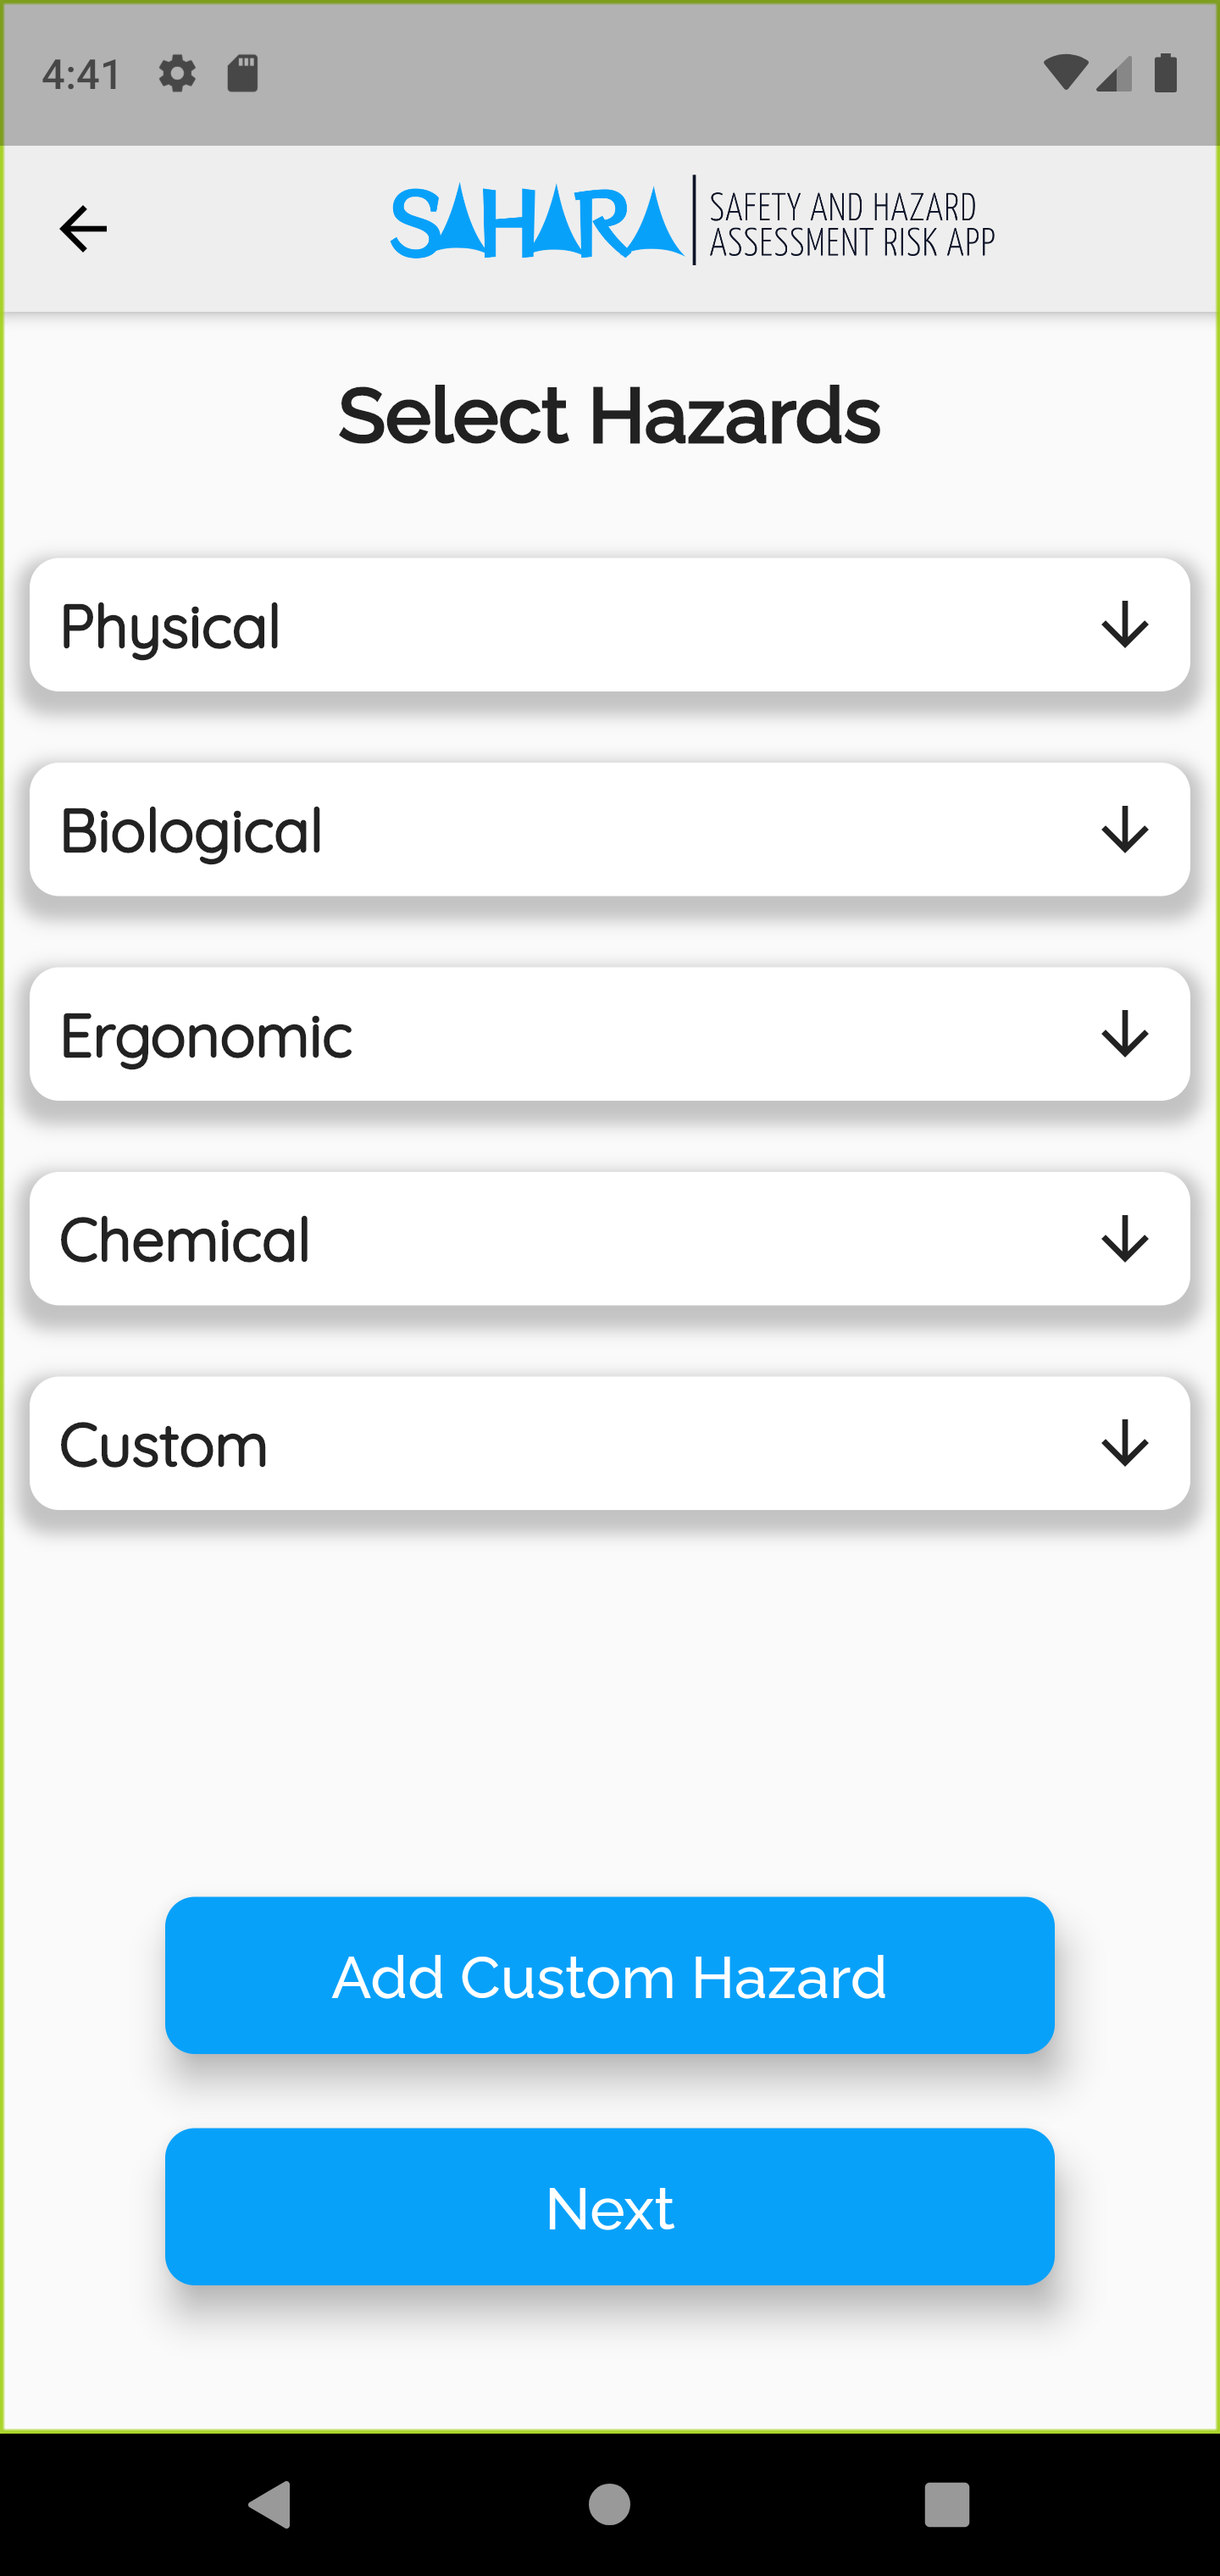 4:41
SAHARA
SAFETY AND HAZARD
ASSESSMENT RISK APP
Select Hazards
Physical
Biological
Ergonomic
Chemical
Custom
Add Custom Hazard
Next